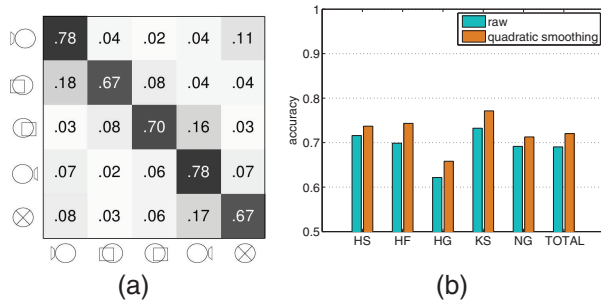 .78 .04 .02 .04 .11
.18 .67 .08 .04 .04
.03 .08 .70 .16 .03
.07 .02 .06 .78 .07
.08 .03 .06 .17 .67
(a)
raw
quadratic smoothing
accuracy
1
0.9
0.8
0.7
0.6
0.5
HS HF HG KS NG TOTAL
(b)